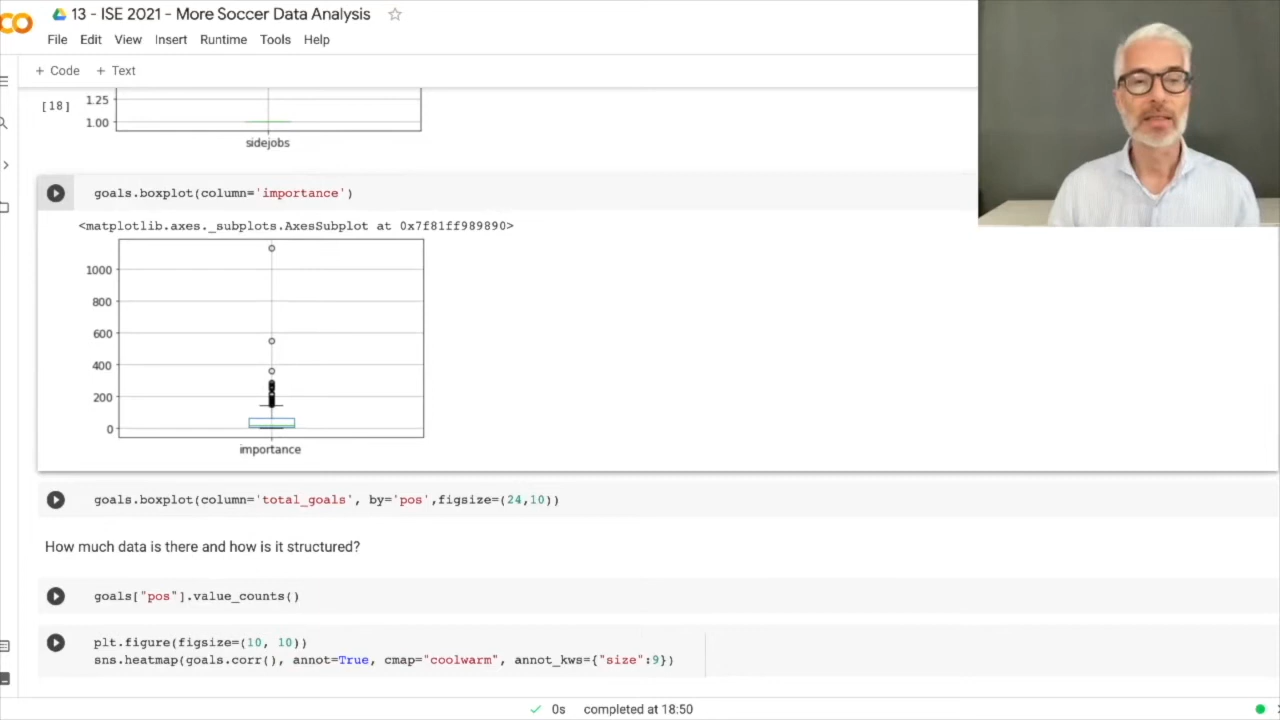 CO
13 - ISE 2021 - More Soccer Data Analysis
File Edit View Insert Runtime Tools Help
+ Code + Text
[18]
1.25
1.00
sidejobs
goals.boxplot(column='importance')
<matplotlib.axes._subplots.AxesSubplot at 0x7f81ff989890>
1000
800
600
400
200
0
importance
goals.boxplot(column='total_goals', by='pos',figsize=(24,10))
How much data is there and how is it structured?
goals["pos"].value_counts()
plt.figure(figsize=(10, 10))
sns.heatmap(goals.corr(), annot=True, cmap="coolwarm", annot_kws={"size":9})
0s completed at 18:50